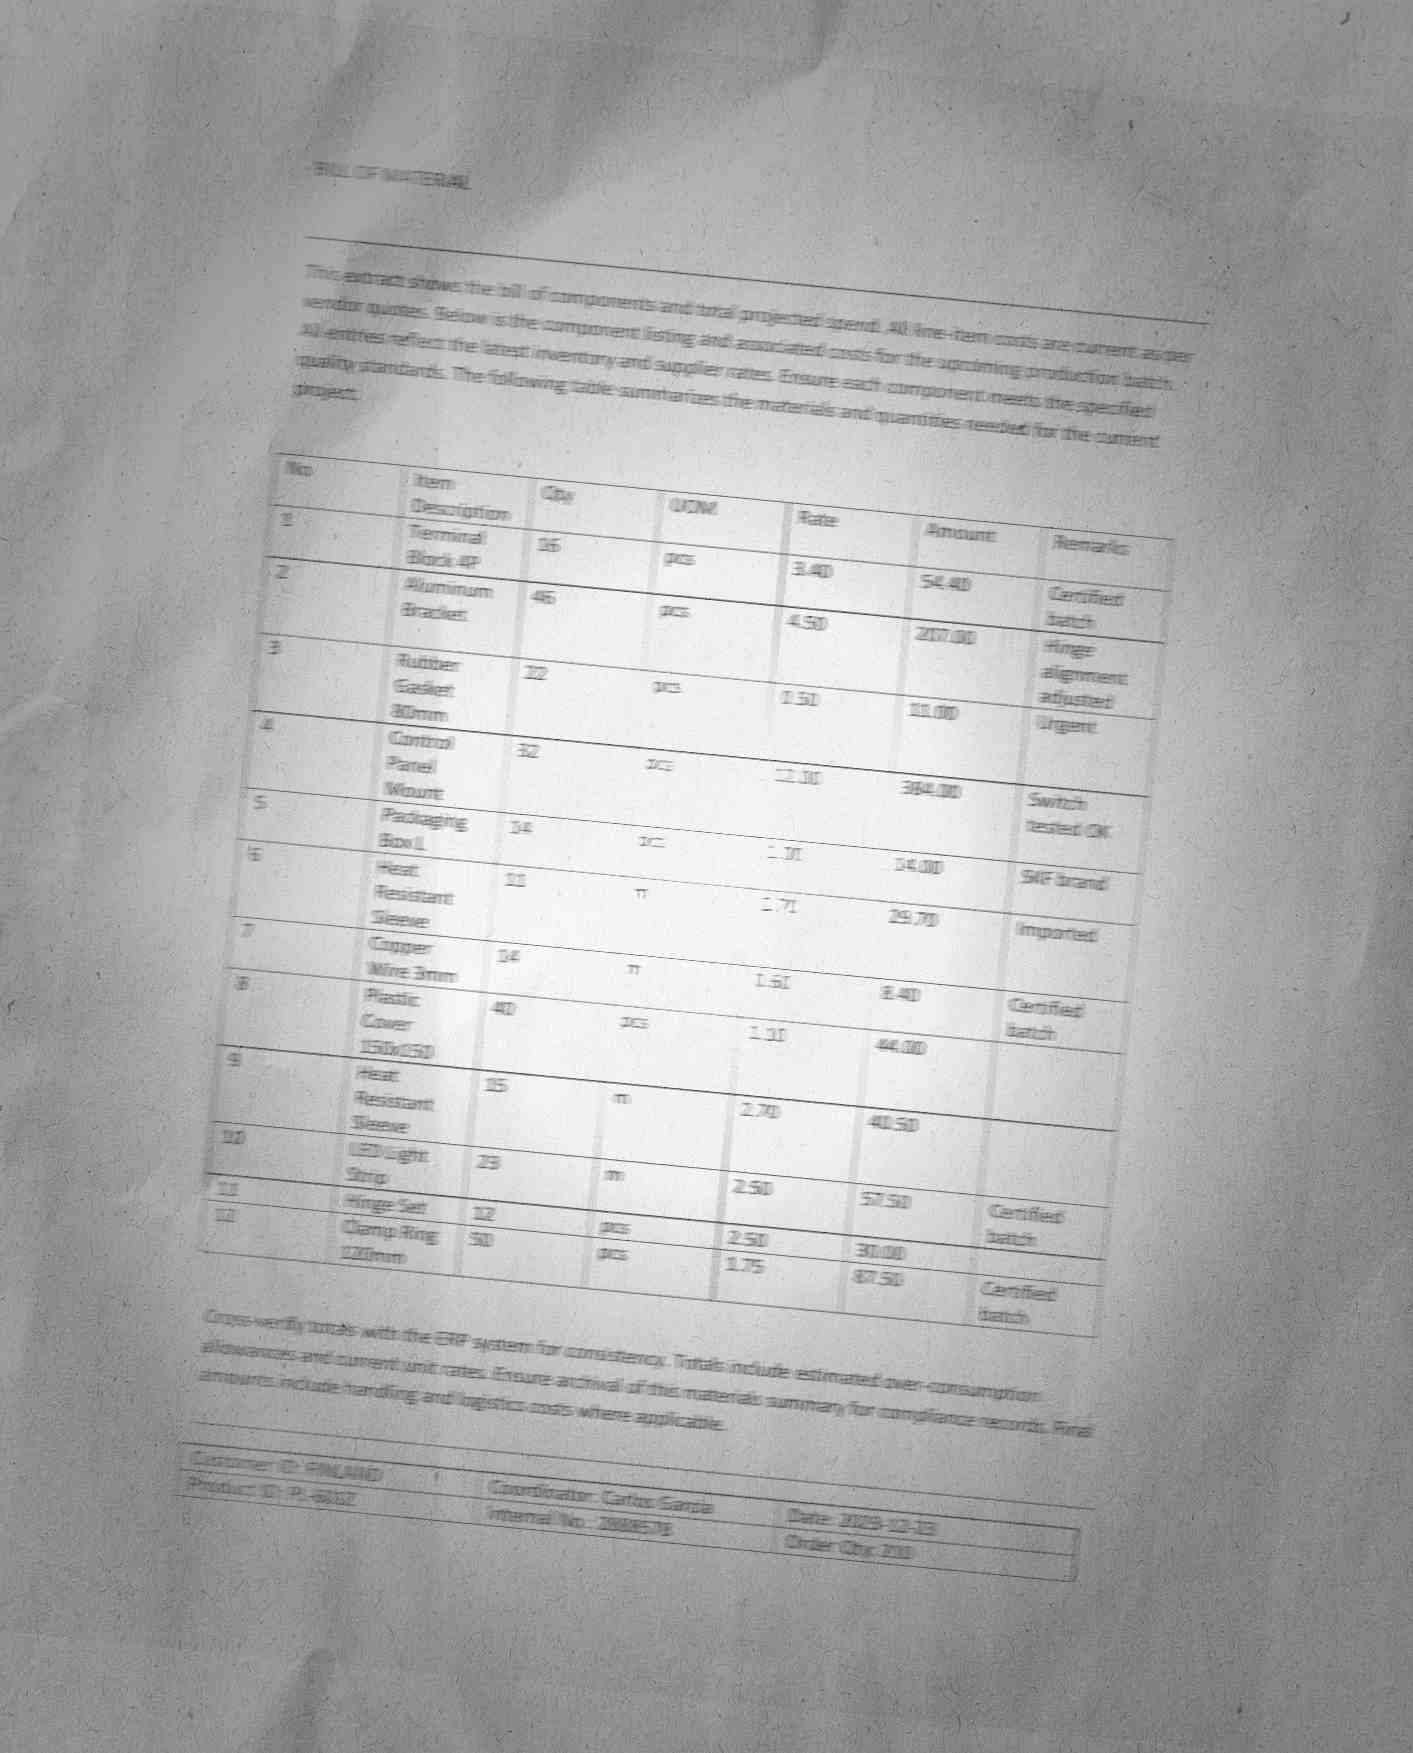 BILL OF MATERIAL
This extract shows the bill of components and total projected spend. All line-item costs are current as per
vendor quotes. Below is the component listing and associated costs for the upcoming production batch.
All entries reflect the latest inventory and supplier rates. Ensure each component meets the specified
quality standards. The following table summarizes the materials and quantities needed for the current
project.
No Item Description Qty UOM Rate Amount Remarks
1 Terminal Block 4P 16 pcs 3.40 54.40 Certified batch
2 Aluminum Bracket 46 pcs 4.50 207.00 Hinge alignment adjusted
3 Rubber Gasket 80mm 22 pcs 0.50 11.00 Urgent
4 Control Panel Mount 32 pcs 12.00 384.00 Switch tested OK
5 Packaging Box L 14 pcs 1.00 14.00 SKF brand
6 Heat Resistant Sleeve 11 m 2.70 29.70 Imported
7 Copper Wire 3mm 14 m 0.60 8.40 Certified batch
8 Plastic Cover 150x150 40 pcs 1.10 44.00
9 Heat Resistant Sleeve 15 m 2.70 40.50
10 LED Light Strip 23 m 2.50 57.50 Certified batch
11 Hinge Set 12 pcs 2.50 30.00
12 Clamp Ring 120mm 50 pcs 1.75 87.50 Certified batch
Cross-verify totals with the ERP system for consistency. Totals include estimated over-consumption
allowances and current unit rates. Ensure archival of this materials summary for compliance records. Final
amounts include handling and logistics costs where applicable.
Customer ID: FINLAND Coordinator: Carlos Garcia Date: 2023-12-13
Product ID: Internal No.: Order Qty: